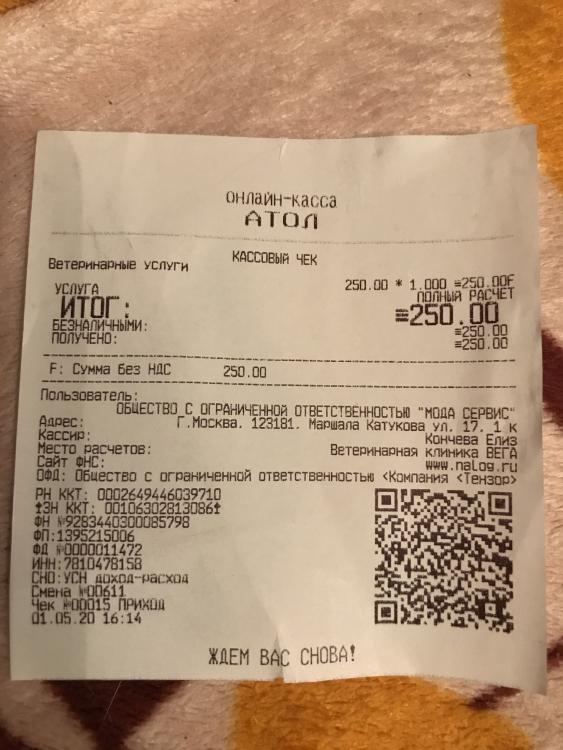 ОНЛАЙН-КАССА
АТОЛ
КАССОВЫЙ ЧЕК
Ветеринарные услуги
250.00 * 1.000 =250.00F
УСЛУГА ПОЛНЫЙ РАСЧЕТ
ИТОГ: =250.00
БЕЗНАЛИЧНЫМИ: =250.00
ПОЛУЧЕНО: =250.00
F: Сумма без НДС 250.00
Пользователь:
ОБЩЕСТВО С ОГРАНИЧЕННОЙ ОТВЕТСТВЕННОСТЬЮ "МОДА СЕРВИС"
Адрес: Г.Москва. 123181. Маршала Катукова ул. 17. 1 к
Кассир: Кончева Елиз
Место расчетов: Ветеринарная клиника ВЕГА
Сайт ФНС: www.nalog.ru
ОФД: Общество с ограниченной ответственностью <Компания <Тензор>
РН ККТ: 0002649446039710
‡ЗН ККТ: 00106302813086‡
ФН №9283440300085798
ФП:1395215006
ФД №0000011472
ИНН:7810478158
СНО:УСН доход-расход
Смена №00611
Чек №00015 ПРИХОД
01.05.20 16:14
ЖДЕМ ВАС СНОВА!